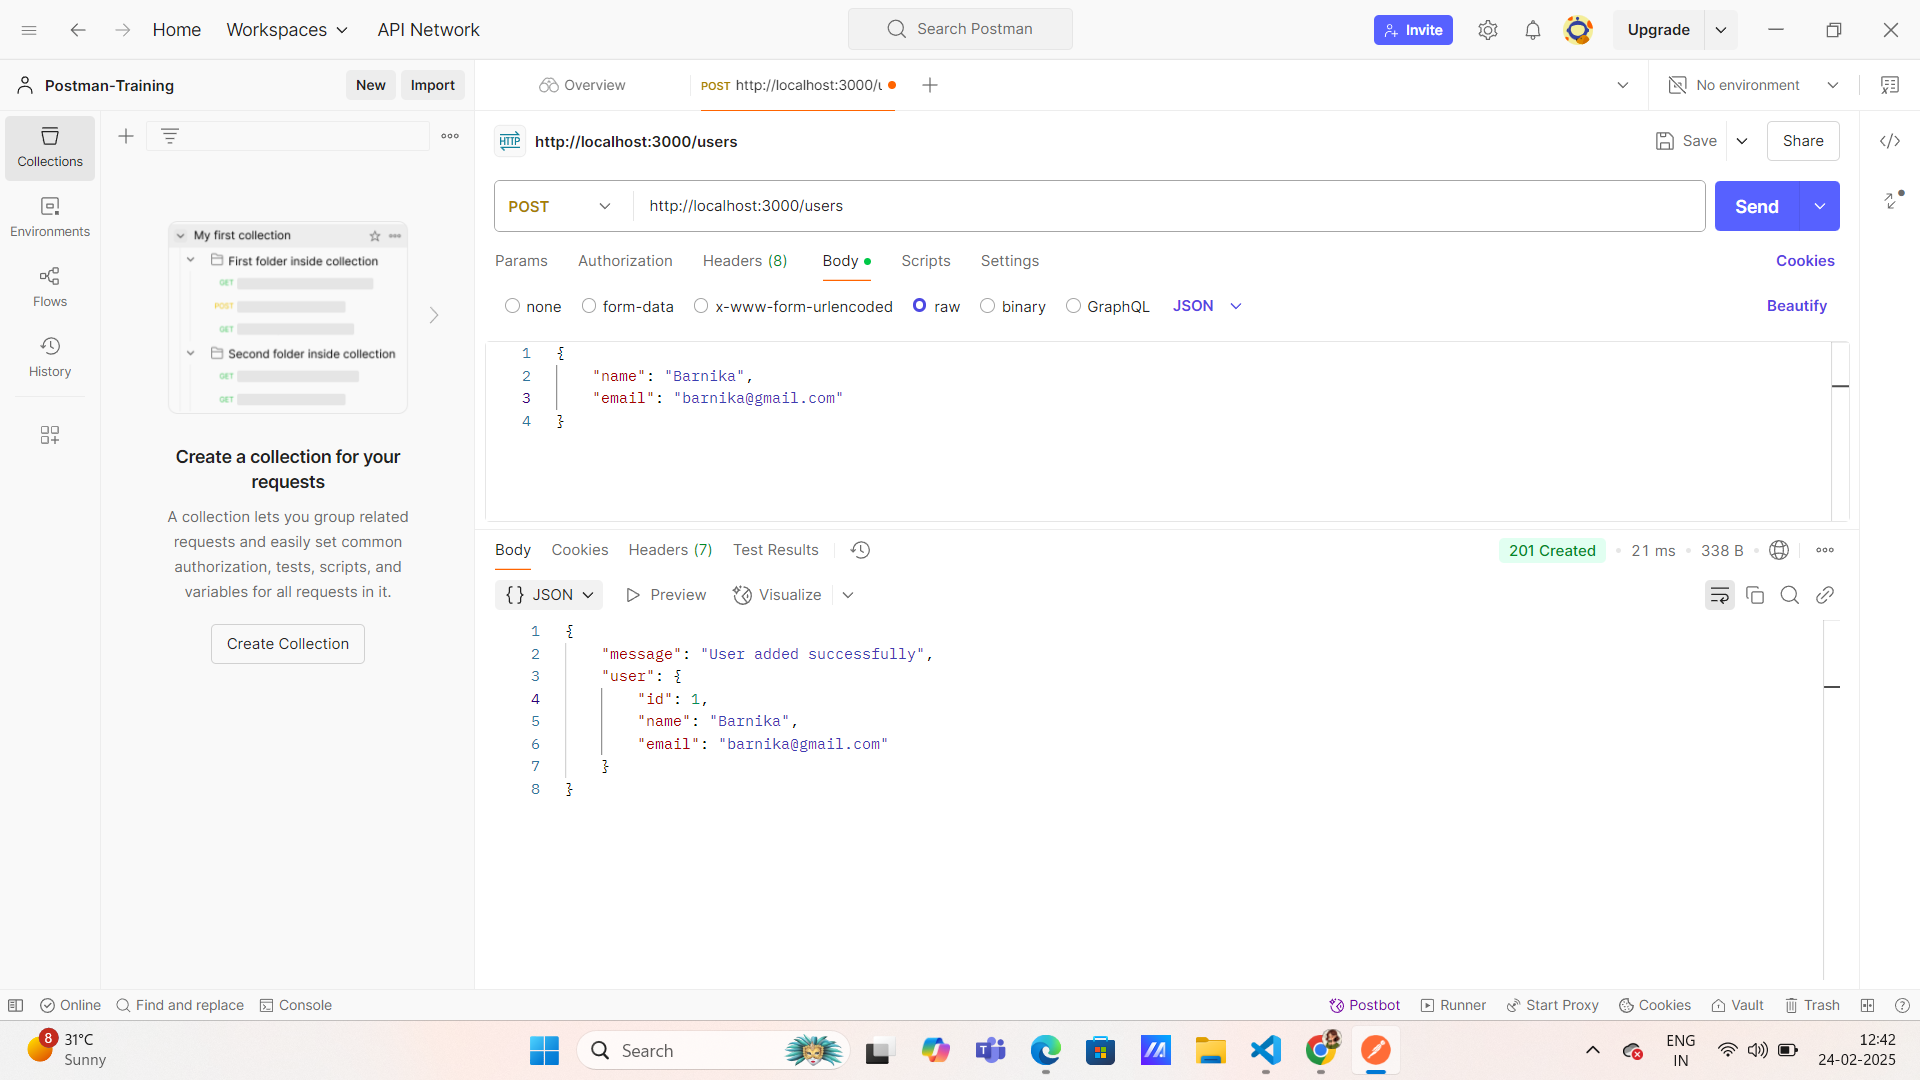 Home
Workspaces
API Network
Search Postman
Invite
Upgrade
Postman-Training
New
Import
Overview
POST http://localhost:3000/u
No environment
Collections
Environments
Flows
History
My first collection
First folder inside collection
GET
POST
GET
Second folder inside collection
GET
GET
Create a collection for your
requests
A collection lets you group related
requests and easily set common
authorization, tests, scripts, and
variables for all requests in it.
Create Collection
HTTP http://localhost:3000/users
Save
Share
POST
http://localhost:3000/users
Send
Params
Authorization
Headers (8)
Body
Scripts
Settings
Cookies
none
form-data
x-www-form-urlencoded
raw
binary
GraphQL
JSON
Beautify
1 {
2 "name": "Barnika",
3 "email": "barnika@gmail.com"
4 }
Body
Cookies
Headers (7)
Test Results
201 Created
21 ms
338 B
{} JSON
Preview
Visualize
1 {
2 "message": "User added successfully",
3 "user": {
4 "id": 1,
5 "name": "Barnika",
6 "email": "barnika@gmail.com"
7 }
8 }
Online
Find and replace
Console
Postbot
Runner
Start Proxy
Cookies
Vault
Trash
8
31°C
Sunny
Search
ENG
IN
12:42
24-02-2025